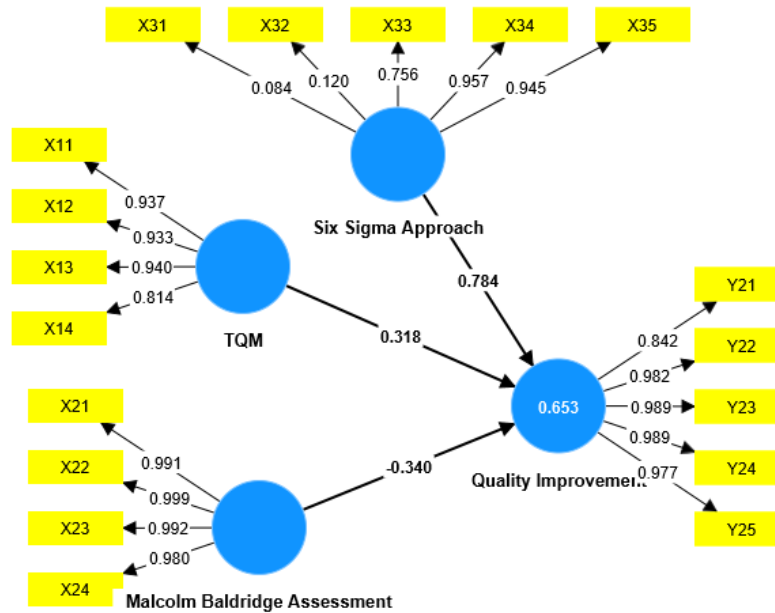 X31
X32
X33
X34
X35
0.084
0.120
0.756
0.957
0.945
Six Sigma Approach
0.784
X11
X12
X13
X14
0.937
0.933
0.940
0.814
TQM
0.318
X21
X22
X23
X24
0.991
0.999
0.992
0.980
Malcolm Baldridge Assessment
-0.340
0.653
Quality Improvement
0.842
0.982
0.989
0.989
0.977
Y21
Y22
Y23
Y24
Y25